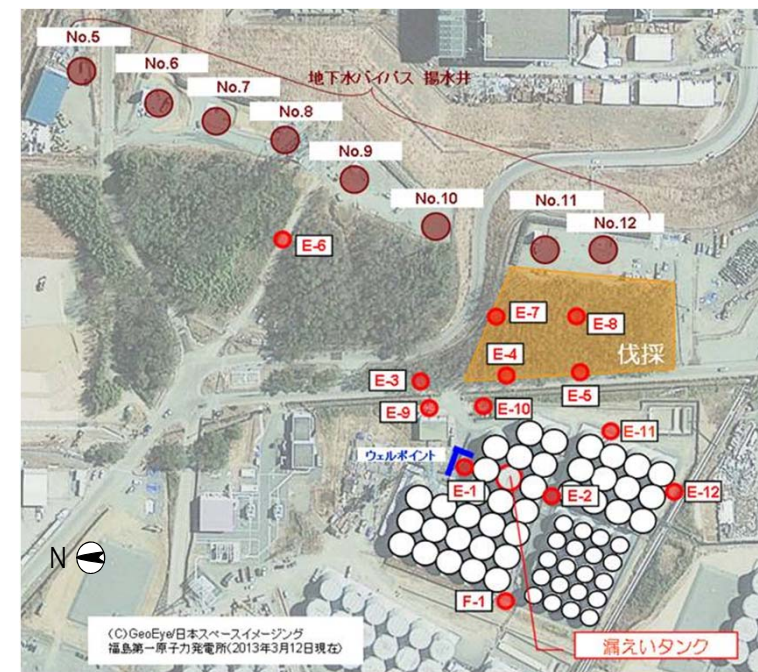 No.5
No.6
No.7
No.8
地下水バイパス 揚水井
No.9
No.10
No.11
No.12
E-6
E-7
E-8
伐採
E-4
E-3
E-5
E-9
E-10
E-11
ウェルポイント
E-1
E-2
E-12
N
F-1
(C)GeoEye/日本スペースイメージング
福島第一原子力発電所(2013年3月12日現在)
漏えいタンク